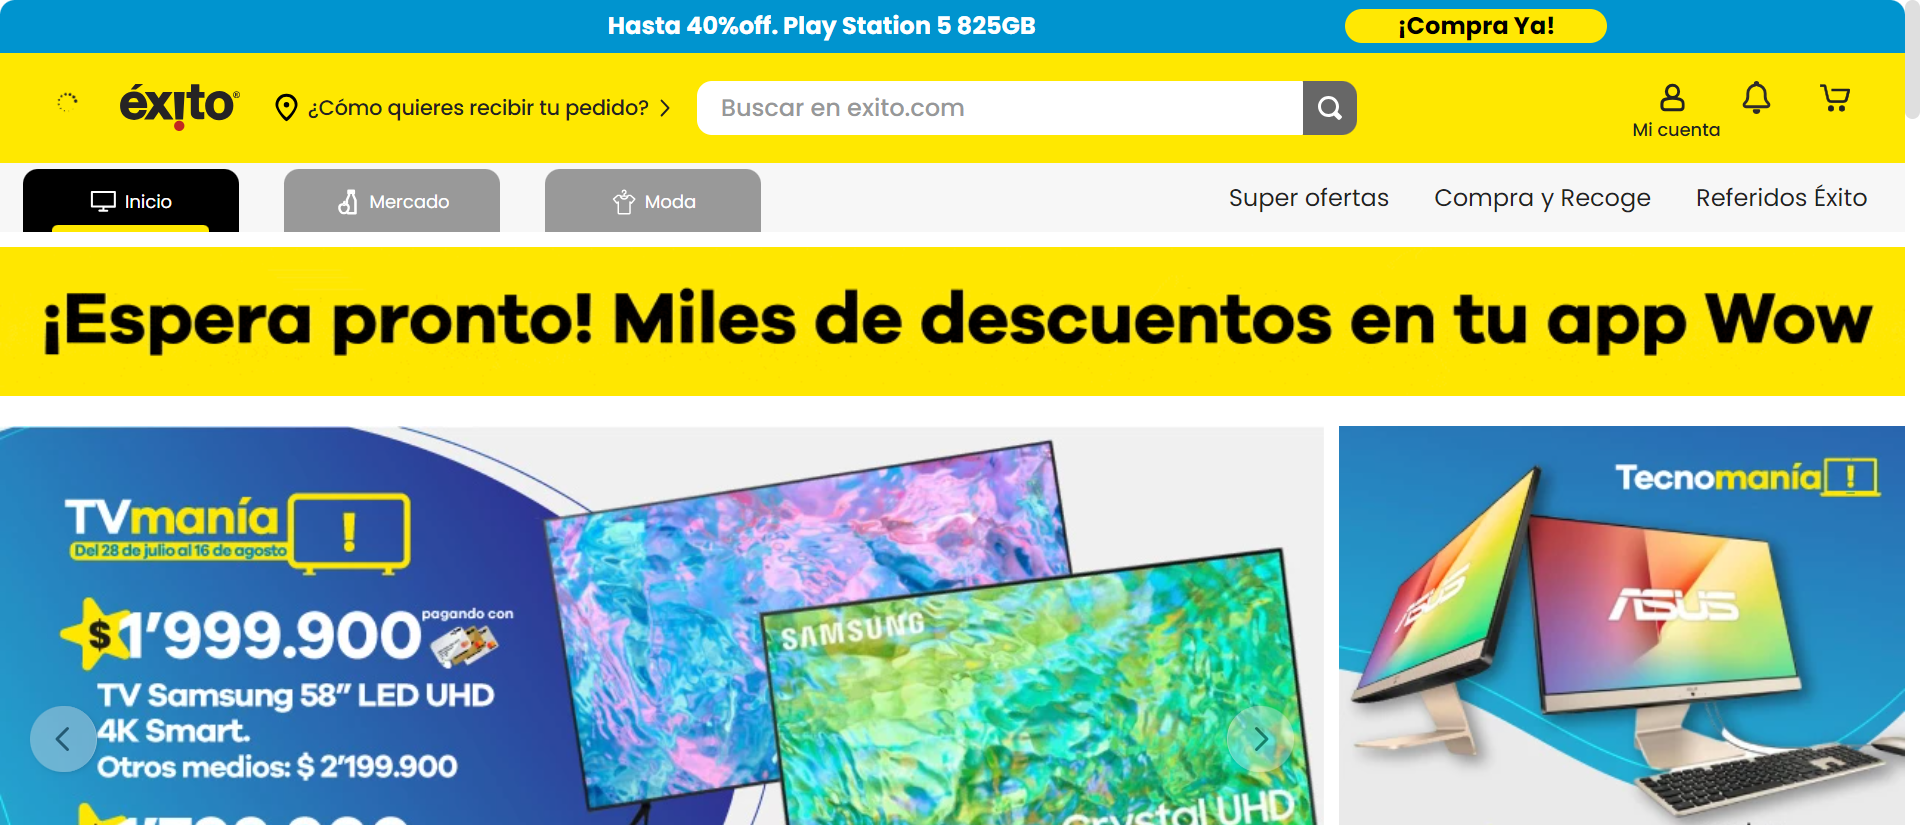 Hasta 40%off. Play Station 5 825GB
¡Compra Ya!
éxito®
¿Cómo quieres recibir tu pedido?
Buscar en exito.com
Mi cuenta
Inicio
Mercado
Moda
Super ofertas
Compra y Recoge
Referidos Éxito
¡Espera pronto! Miles de descuentos en tu app Wow
TVmanía
!
Del 28 de julio al 16 de agosto
$1'999.900
pagando con
TV Samsung 58" LED UHD
4K Smart.
Otros medios: $ 2'199.900
SAMSUNG
Crystal UHD
Tecnomanía
!
ASUS
ASUS